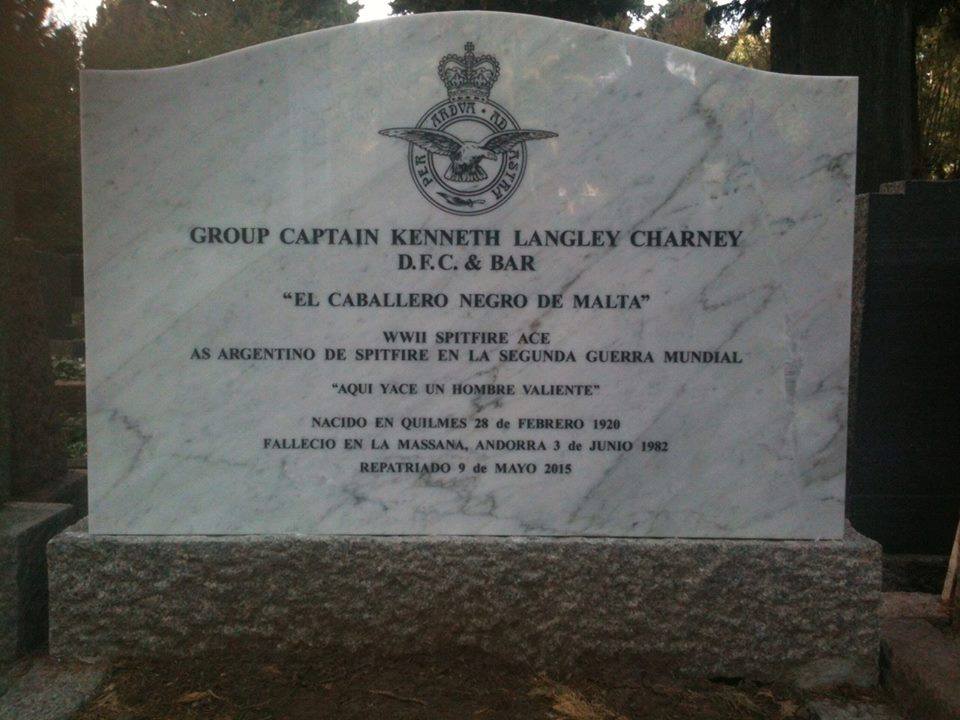 PER ARDVA · AD ASTRA
GROUP CAPTAIN KENNETH LANGLEY CHARNEY
D.F.C. & BAR
“EL CABALLERO NEGRO DE MALTA”
WWII SPITFIRE ACE
AS ARGENTINO DE SPITFIRE EN LA SEGUNDA GUERRA MUNDIAL
“AQUI YACE UN HOMBRE VALIENTE”
NACIDO EN QUILMES 28 de FEBRERO 1920
FALLECIO EN LA MASSANA, ANDORRA 3 de JUNIO 1982
REPATRIADO 9 de MAYO 2015